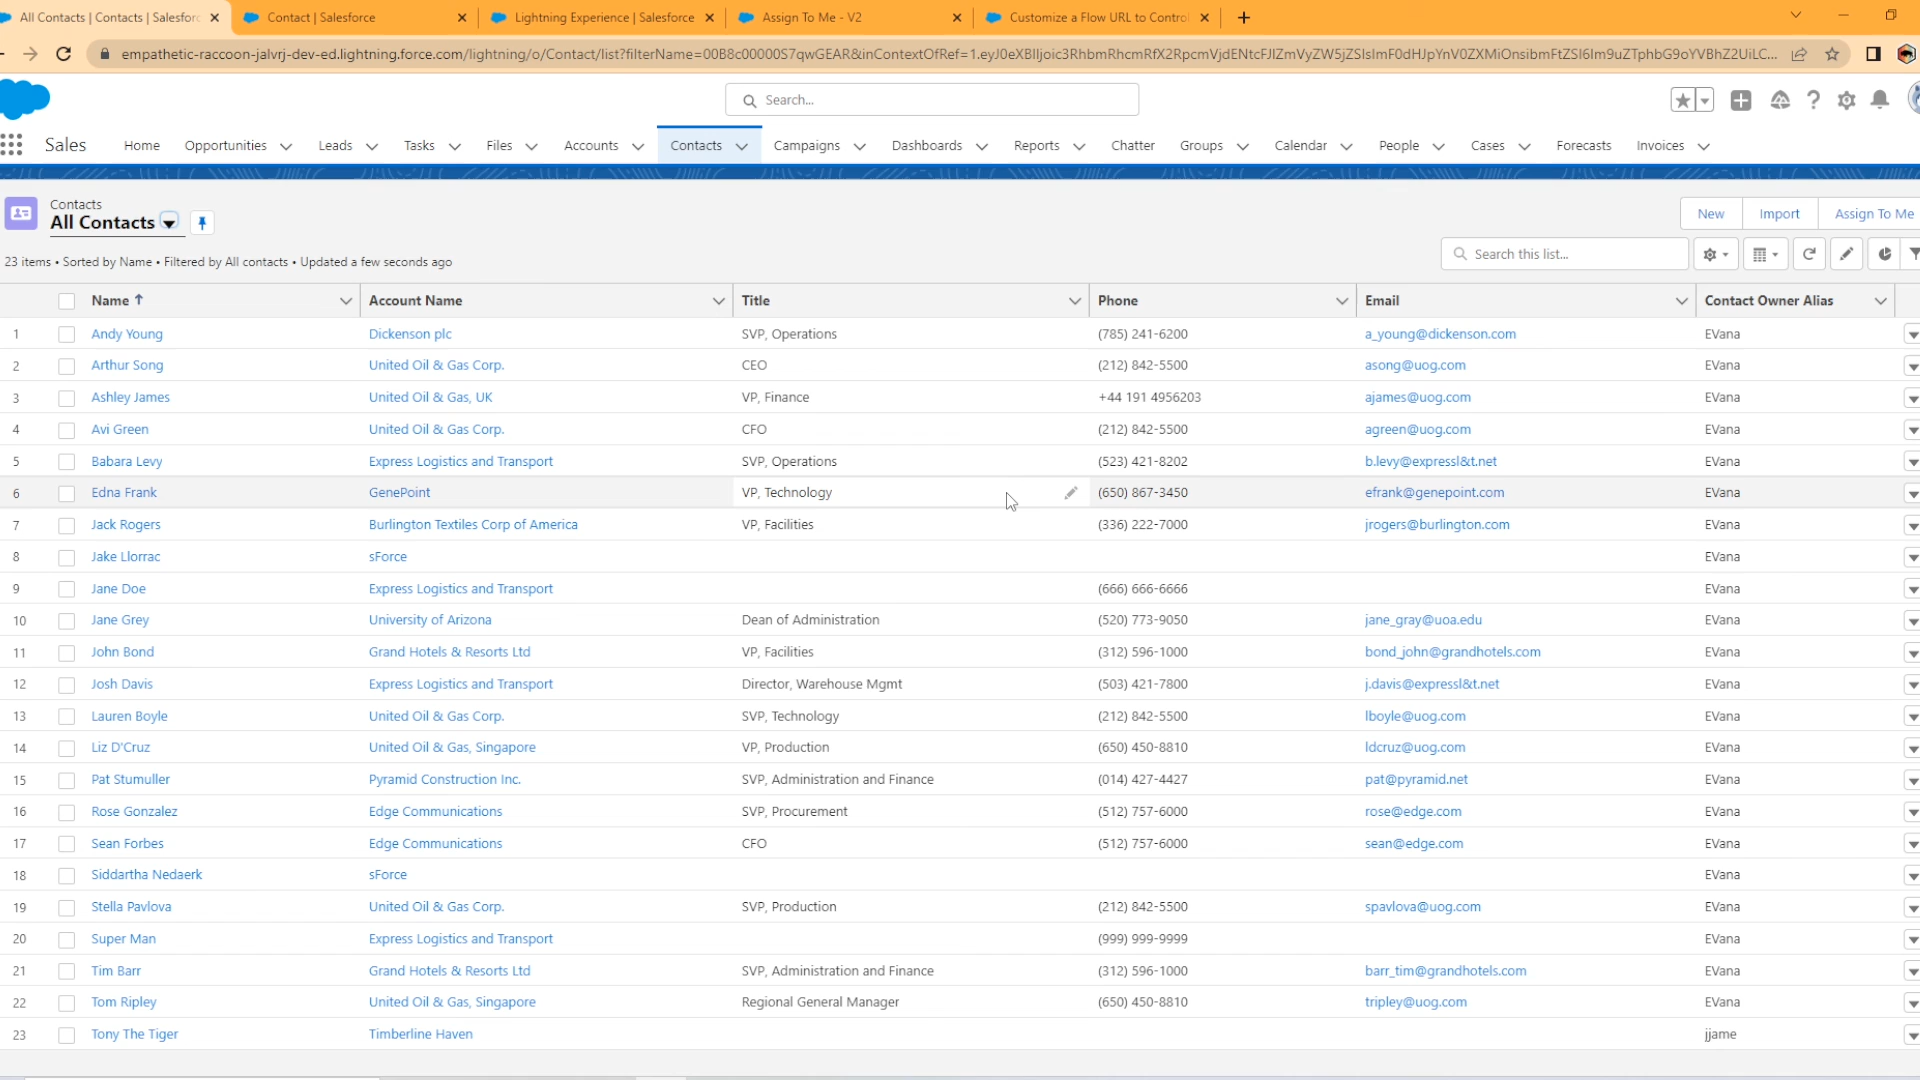 All Contacts | Contacts | Salesforc
Contact | Salesforce
Lightning Experience | Salesforce
Assign To Me - V2
Customize a Flow URL to Contro
empathetic-raccoon-jalvrj-dev-ed.lightning.force.com/lightning/o/Contact/list?filterName=00B8c00000S7qwGEAR&inContextOfRef=
Search...
Sales
Home
Opportunities
Leads
Tasks
Files
Accounts
Contacts
Campaigns
Dashboards
Reports
Chatter
Groups
Calendar
People
Cases
Forecasts
Invoices
Contacts
All Contacts
New
Import
Assign To Me
23 items • Sorted by Name • Filtered by All contacts • Updated a few seconds ago
Search this list...
Name Account Name Title Phone Email Contact Owner Alias
1 Andy Young Dickenson plc SVP, Operations (785) 241-6200 a_young@dickenson.com EVana
2 Arthur Song United Oil & Gas Corp. CEO (212) 842-5500 asong@uog.com EVana
3 Ashley James United Oil & Gas, UK VP, Finance +44 191 4956203 ajames@uog.com EVana
4 Avi Green United Oil & Gas Corp. CFO (212) 842-5500 agreen@uog.com EVana
5 Babara Levy Express Logistics and Transport SVP, Operations (523) 421-8202 b.levy@expressl&t.net EVana
6 Edna Frank GenePoint VP, Technology (650) 867-3450 efrank@genepoint.com EVana
7 Jack Rogers Burlington Textiles Corp of America VP, Facilities (336) 222-7000 jrogers@burlington.com EVana
8 Jake Llorrac sForce EVana
9 Jane Doe Express Logistics and Transport (666) 666-6666 EVana
10 Jane Grey University of Arizona Dean of Administration (520) 773-9050 jane_gray@uoa.edu EVana
11 John Bond Grand Hotels & Resorts Ltd VP, Facilities (312) 596-1000 bond_john@grandhotels.com EVana
12 Josh Davis Express Logistics and Transport Director, Warehouse Mgmt (503) 421-7800 j.davis@expressl&t.net EVana
13 Lauren Boyle United Oil & Gas Corp. SVP, Technology (212) 842-5500 lboyle@uog.com EVana
14 Liz D'Cruz United Oil & Gas, Singapore VP, Production (650) 450-8810 ldcruz@uog.com EVana
15 Pat Stumuller Pyramid Construction Inc. SVP, Administration and Finance (014) 427-4427 pat@pyramid.net EVana
16 Rose Gonzalez Edge Communications SVP, Procurement (512) 757-6000 rose@edge.com EVana
17 Sean Forbes Edge Communications CFO (512) 757-6000 sean@edge.com EVana
18 Siddartha Nedaerk sForce EVana
19 Stella Pavlova United Oil & Gas Corp. SVP, Production (212) 842-5500 spavlova@uog.com EVana
20 Super Man Express Logistics and Transport (999) 999-9999 EVana
21 Tim Barr Grand Hotels & Resorts Ltd SVP, Administration and Finance (312) 596-1000 barr_tim@grandhotels.com EVana
22 Tom Ripley United Oil & Gas, Singapore Regional General Manager (650) 450-8810 tripley@uog.com EVana
23 Tony The Tiger Timberline Haven jjame